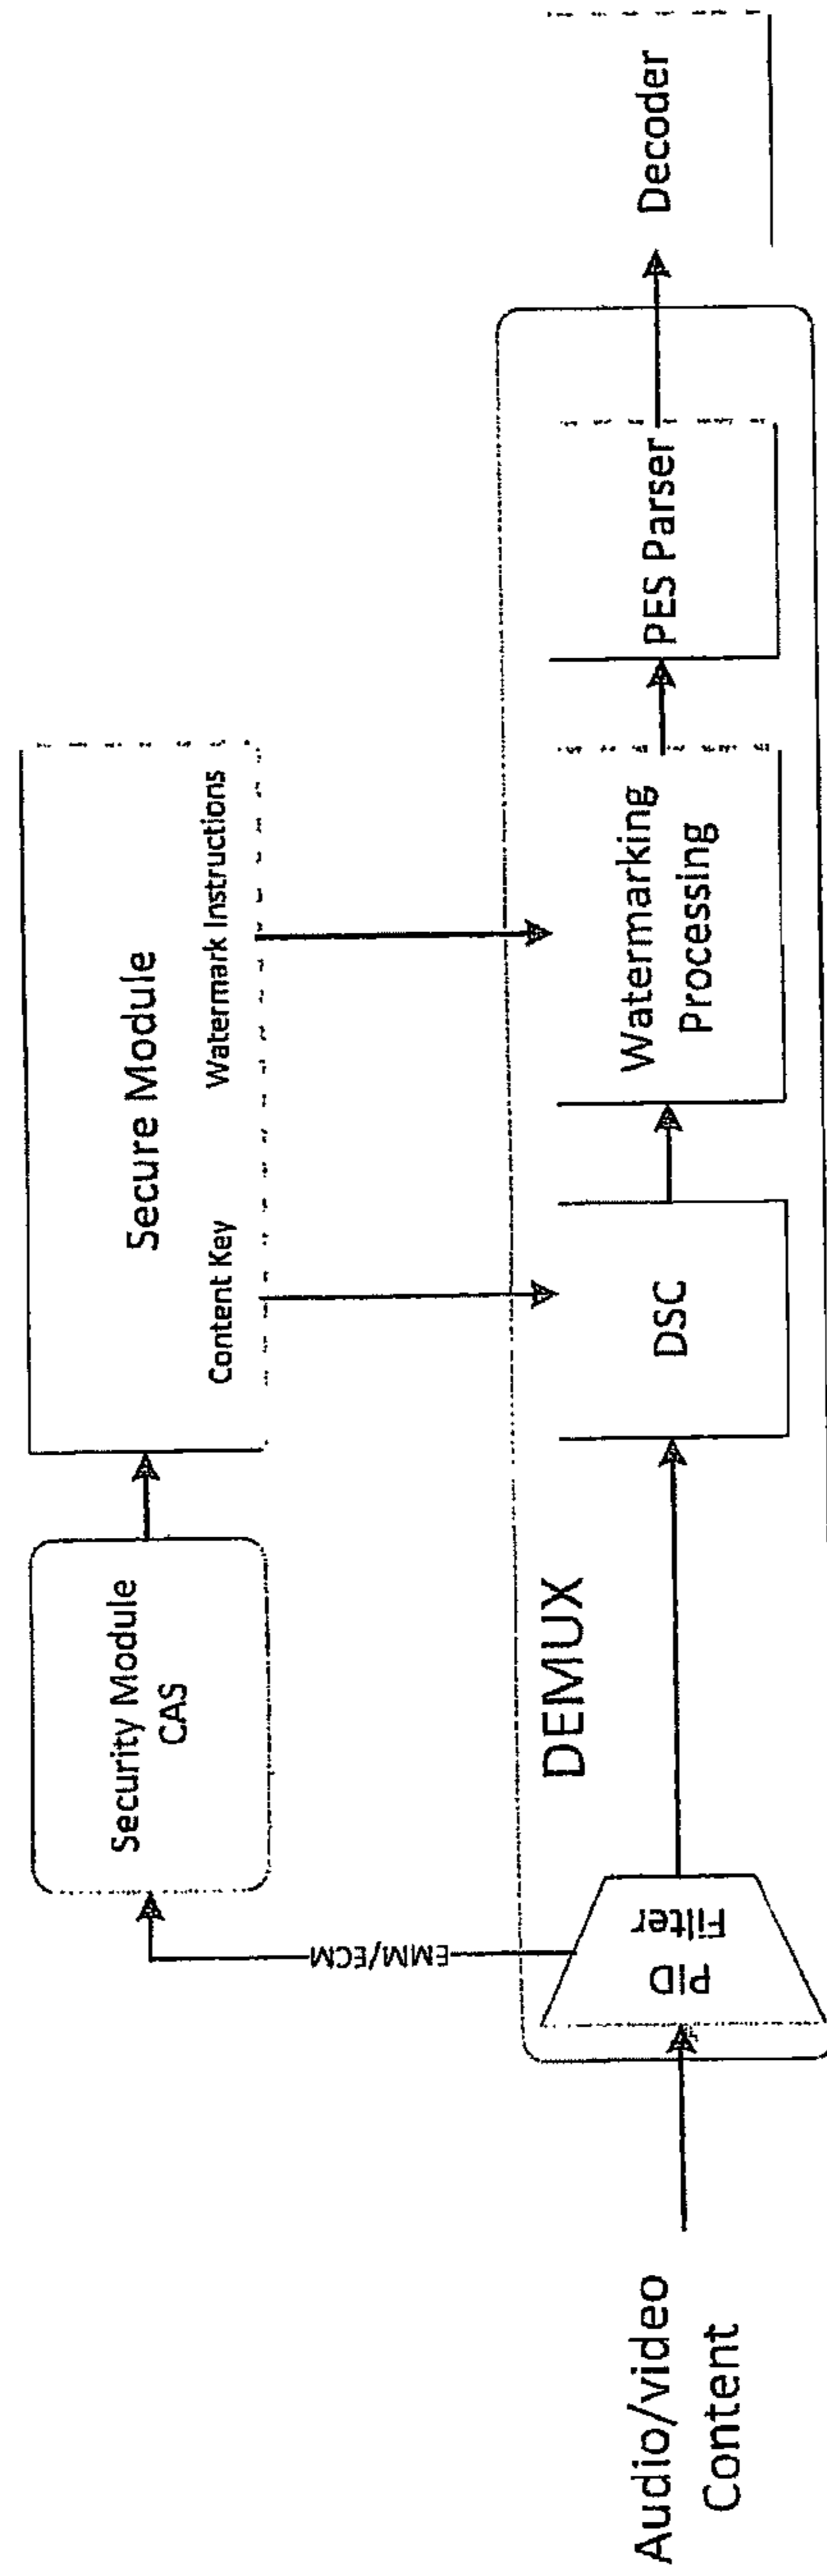 Audio/video
Content
PID
Filter
EMM/ECM
DEMUX
Security Module
CAS
Secure Module
Content Key
Watermark Instructions
DSC
Watermarking
Processing
PES Parser
Decoder